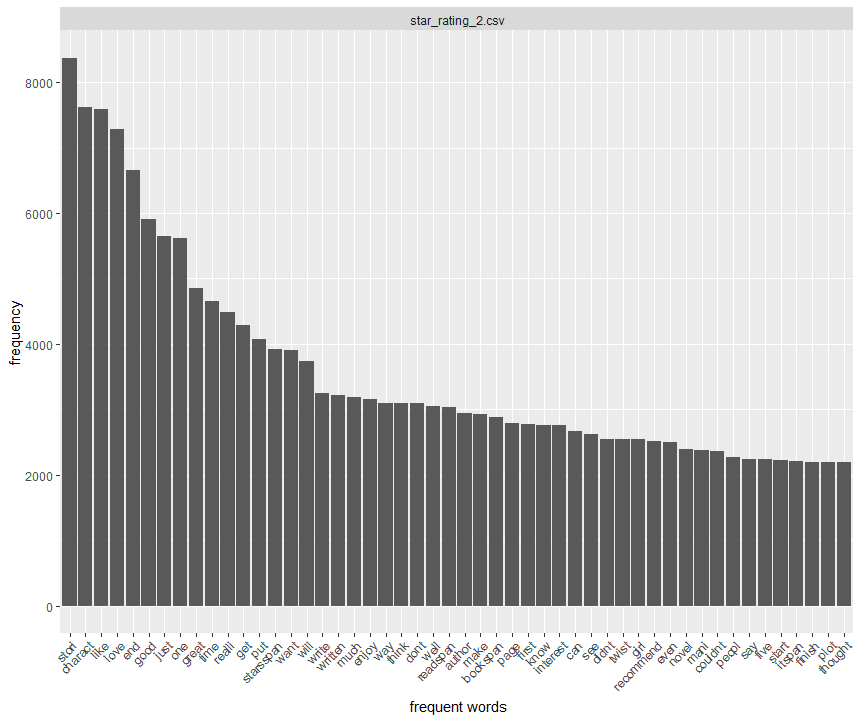 star_rating_2.csv
8000
6000
4000
2000
0
frequency
stori
charact
like
love
end
good
just
one
great
time
realli
get
put
starsspan
want
will
write
written
much
enjoy
way
think
dont
well
readspan
author
make
bookspan
page
first
know
interest
can
see
didnt
twist
girl
recommend
even
novel
mani
couldnt
peopl
say
five
start
itspan
finish
plot
thought
frequent words